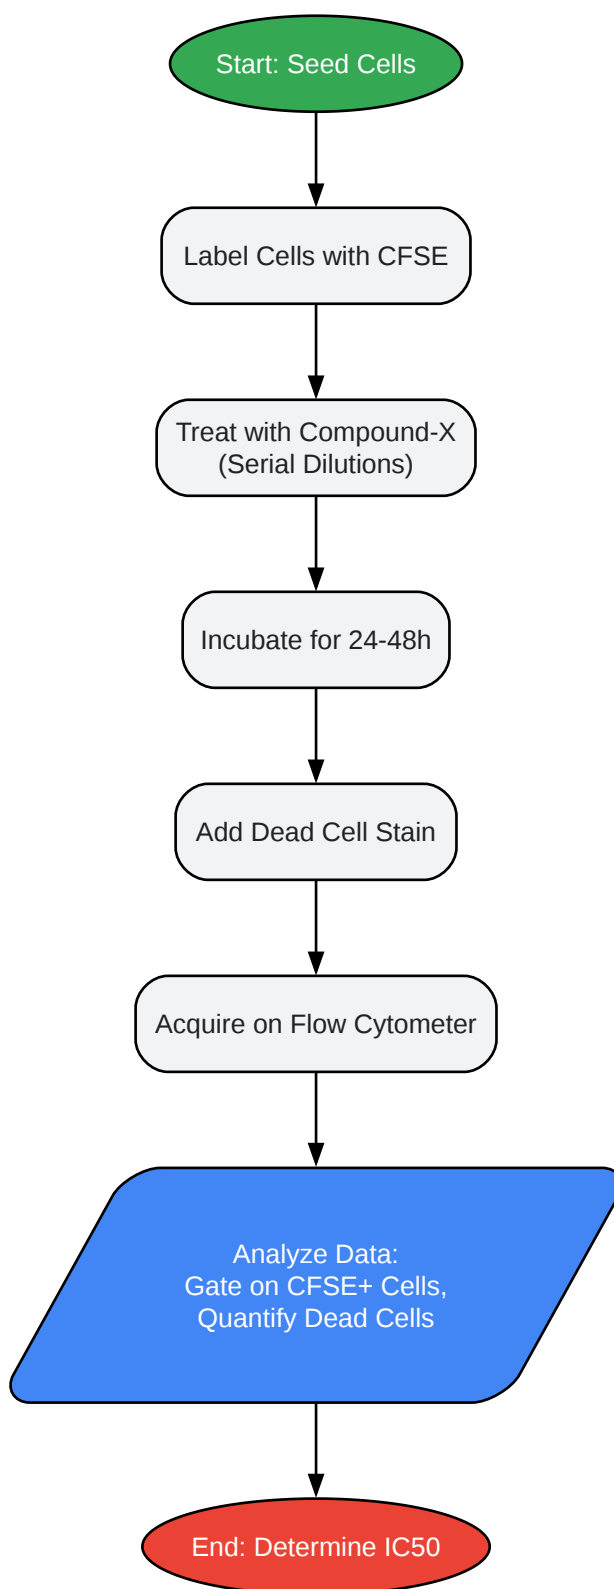 Start: Seed Cells
Label Cells with CFSE
Treat with Compound-X
(Serial Dilutions)
Incubate for 24-48h
Add Dead Cell Stain
Acquire on Flow Cytometer
Analyze Data:
Gate on CFSE+ Cells,
Quantify Dead Cells
End: Determine IC50